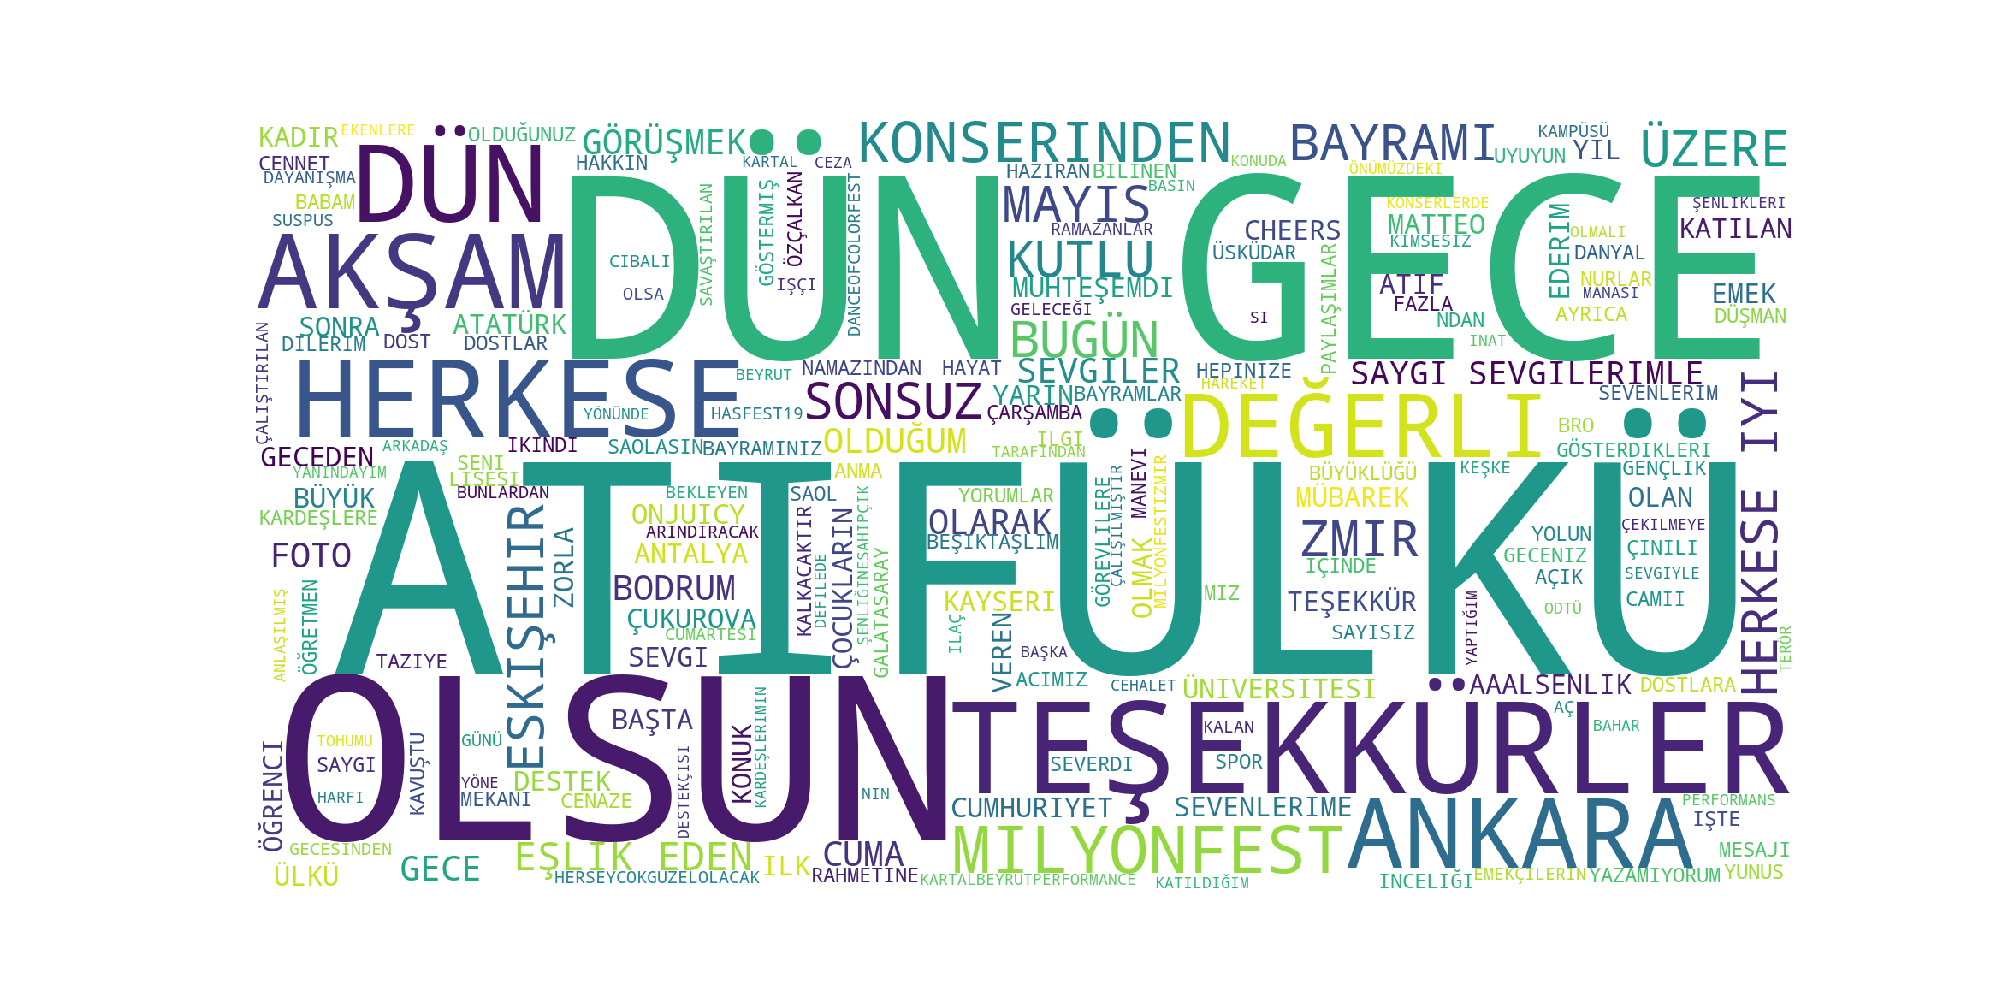 KADIR
EKENLERE
OLDUĞUNUZ
GÖRÜŞMEK
KONSERINDEN
BAYRAMI
KAMPÜSÜ
YIL
ÜZERE
CENNET
DAYANIŞMA
BABAM
SUSPUS
DÜN
HAKKIN
KARTAL
CEZA
KONUDA
ÖNÜMÜZDEKI
UYUYUN
DÜN GECE
HAZIRAN
BILINEN
BASIN
MAYIS
RAMAZANLAR
KONSERLERDE
ŞENLIKLERI
CHEERS
MATTEO
KIMSESIZ
EDERIM
OLMALI
KATILAN
AKŞAM
CIBALI
OLSA
SAVAŞTIRILAN
GÖSTERMIŞ
ÖZÇALKAN
IŞÇI
DANCEOFCOLORFEST
KUTLU
ÜSKÜDAR
DANYAL
MUHTEŞEMDI
PAYLAŞIMLAR
ATIF
NURLAR
MANASI
EMEK
GELECEĞI
SI
FAZLA
NDAN
AYRICA
DÜŞMAN
SONRA
ATATÜRK
BUGÜN
INAT
DILERIM
DOST
DOSTLAR
ÇALIŞTIRILAN
HERKESE
BEYRUT
NAMAZINDAN
HAYAT
SEVGILER
HEPINIZE
HAREKET
SAYGI
SEVGILERIMLE
SONSUZ
YARIN
BAYRAMLAR
SEVENLERIM
HERKESE IYI
YÖNÜNDE
HASFEST19
ÇARŞAMBA
DEĞERLI
BRO
GECEDEN
ARKADAŞ
IKINDI
SAOLASIN
BAYRAMINIZ
OLDUĞUM
ILGI
TARAFINDAN
GÖSTERDIKLERI
YANINDAYIM
SENI
LISESI
ANMA
BÜYÜKLÜĞÜ
KEŞKE
GENÇLIK
BÜYÜK
BUNLARDAN
BEKLEYEN
SAOL
YORUMLAR
MANEVI
MILYONFESTIZMIR
MÜBAREK
OLAN
KARDEŞLERE
ATIFÜLKÜ
ESKIŞEHIR
ZORLA
ONJUICY
ARINDIRACAK
OLARAK
BEŞIKTAŞLIM
GÖREVLILERE
ÇALIŞILMIŞTIR
OLMAK
ZMIR
YOLUN
ÇEKILMEYE
FOTO
ANTALYA
KALKACAKTIR
DEFILEDE
ÇOCUKLARIN
ŞENLIĞINESAHIPÇIK
GALATASARAY
IÇINDE
GECENIZ
ÇINILI
AÇIK
SEVGIYLE
ANLAŞILMIŞ
ÖĞRETMEN
BODRUM
KAYSERI
MIZ
TEŞEKKÜR
CAMII
ÇUKUROVA
ILAÇ
VEREN
ODTÜ
CUMARTESI
SAYISIZ
YAPTIĞIM
TERÖR
TAZIYE
SEVGI
BAŞKA
ACIMIZ
CEHALET
ÜNIVERSITESI
AAALSENLIK
DOSTLARA
OLSUN
BAŞTA
KONUK
KARDEŞLERIMIN
TEŞEKKÜRLER
AÇ
KALAN
BAHAR
ÖĞRENCI
TOHUMU
SAYGI
KAVUŞTU
GÜNÜ
DESTEKÇISI
SEVERDI
SPOR
HARFI
YÖNE
MEKANI
DESTEK
CENAZE
NIN
CUMHURIYET
SEVENLERIME
ANKARA
PERFORMANS
IŞTE
GECESINDEN
EŞLIK EDEN
ILK
CUMA
MILYONFEST
MESAJI
ÜLKÜ
GECE
HERSEYCOKGUZELOLACAK
RAHMETINE
KARTALBEYRUTPERFORMANCE
KATILDIĞIM
INCELIĞI
EMEKÇILERIN
YAZAMIYORUM
YUNUS